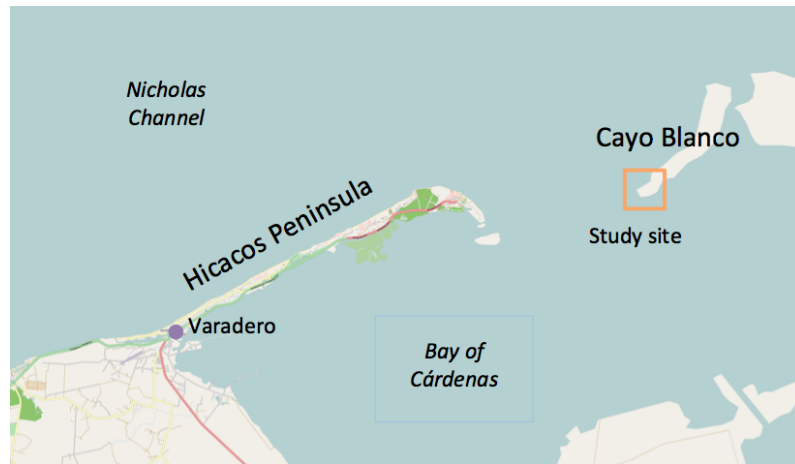 Nicholas
Channel
Cayo Blanco
Hicacos Peninsula
Study site
Varadero
Bay of
Cárdenas